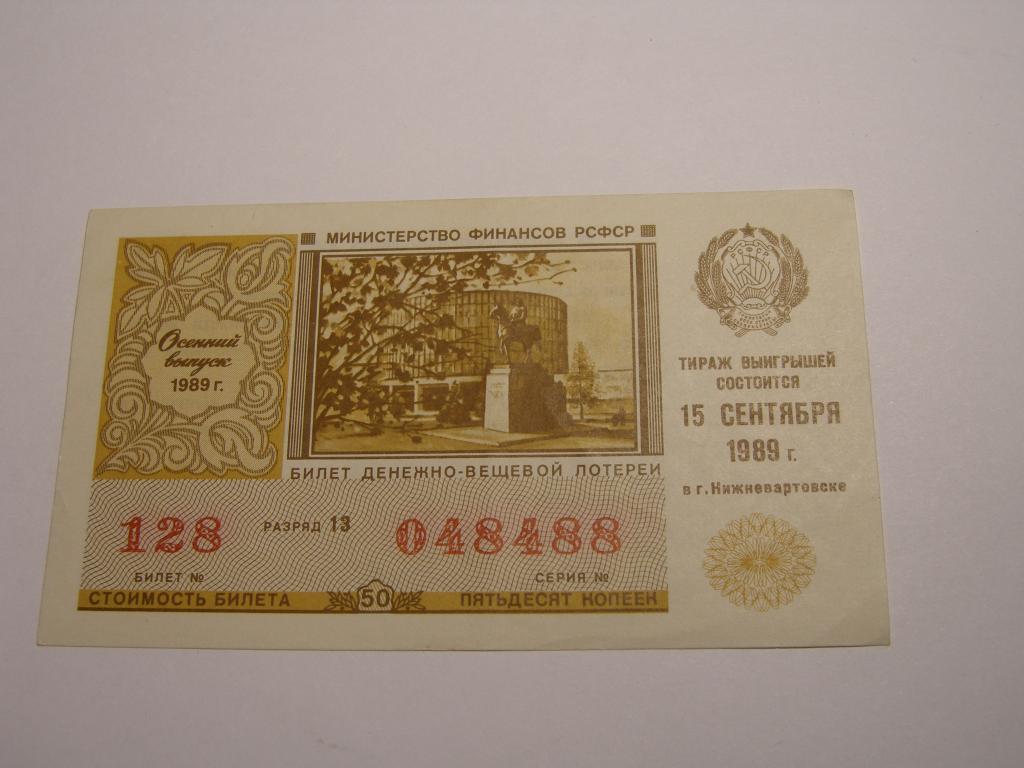 МИНИСТЕРСТВО ФИНАНСОВ РСФСР
Осенний
выпуск
1989 г.
ТИРАЖ ВЫИГРЫШЕЙ
СОСТОИТСЯ
15 СЕНТЯБРЯ
1989 г.
в г. Нижневартовске
БИЛЕТ ДЕНЕЖНО-ВЕЩЕВОЙ ЛОТЕРЕИ
128 РАЗРЯД 13 048488
БИЛЕТ № СЕРИЯ №
СТОИМОСТЬ БИЛЕТА 50 ПЯТЬДЕСЯТ КОПЕЕК